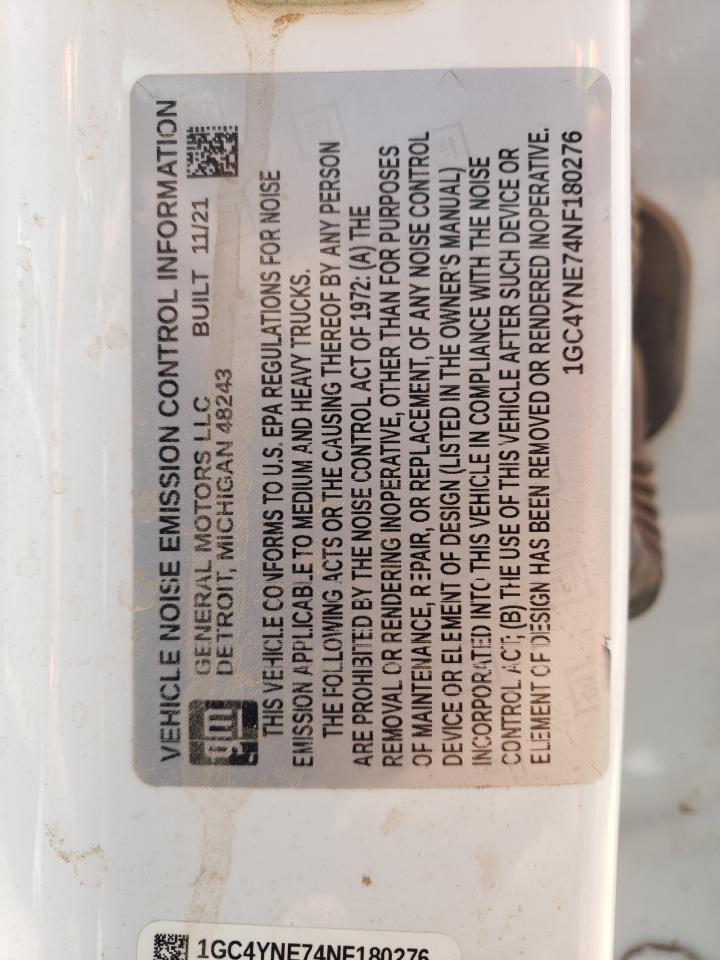 VEHICLE NOISE EMISSION CONTROL INFORMATION
gm
GENERAL MOTORS LLC BUILT 11/21
DETROIT, MICHIGAN 48243
THIS VEHICLE CONFORMS TO U.S. EPA REGULATIONS FOR NOISE
EMISSION APPLICABLE TO MEDIUM AND HEAVY TRUCKS.
THE FOLLOWING ACTS OR THE CAUSING THEREOF BY ANY PERSON
ARE PROHIBITED BY THE NOISE CONTROL ACT OF 1972: (A) THE
REMOVAL OR RENDERING INOPERATIVE, OTHER THAN FOR PURPOSES
OF MAINTENANCE, REPAIR, OR REPLACEMENT, OF ANY NOISE CONTROL
DEVICE OR ELEMENT OF DESIGN (LISTED IN THE OWNER'S MANUAL)
INCORPORATED INTO THIS VEHICLE IN COMPLIANCE WITH THE NOISE
CONTROL ACT; (B) THE USE OF THIS VEHICLE AFTER SUCH DEVICE OR
ELEMENT OF DESIGN HAS BEEN REMOVED OR RENDERED INOPERATIVE.
1GC4YNE74NF180276
1GC4YNE74NF180276